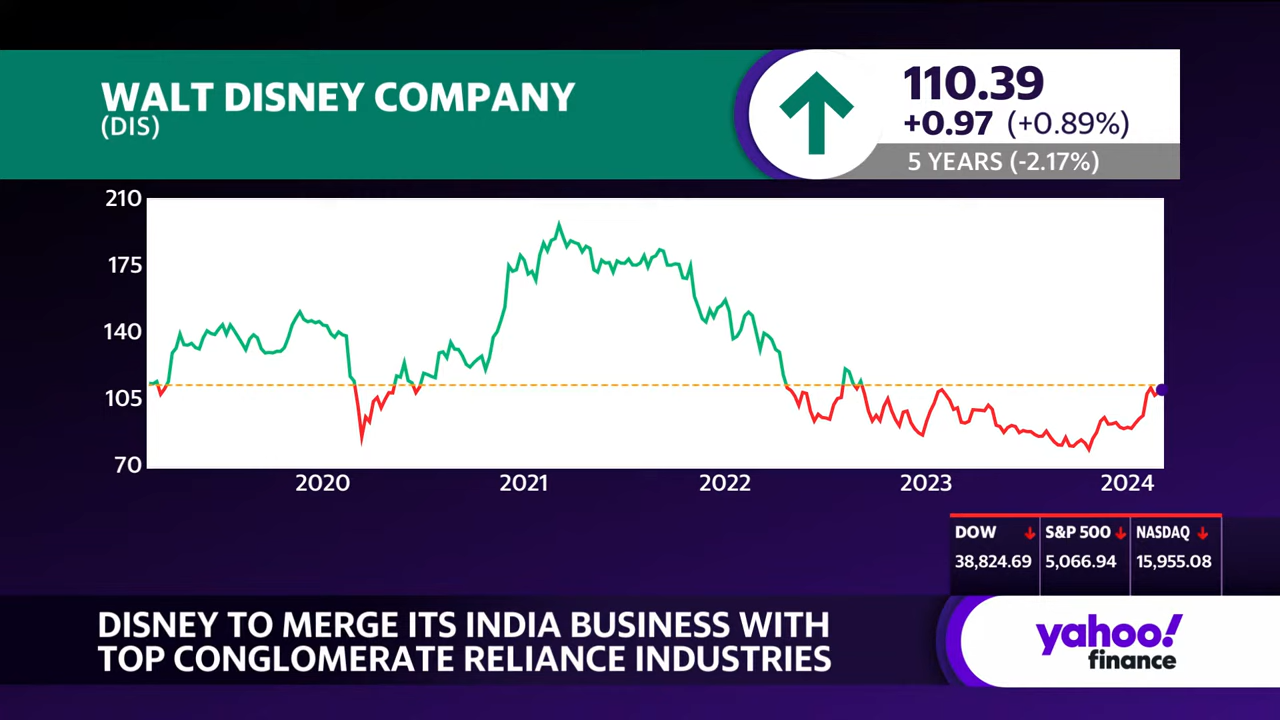 WALT DISNEY COMPANY
(DIS)
110.39
+0.97 (+0.89%)
5 YEARS (-2.17%)
210
175
140
105
70
2020 2021 2022 2023 2024
DOW S&P 500 NASDAQ
38,824.69 5,066.94 15,955.08
DISNEY TO MERGE ITS INDIA BUSINESS WITH
TOP CONGLOMERATE RELIANCE INDUSTRIES
yahoo!
finance